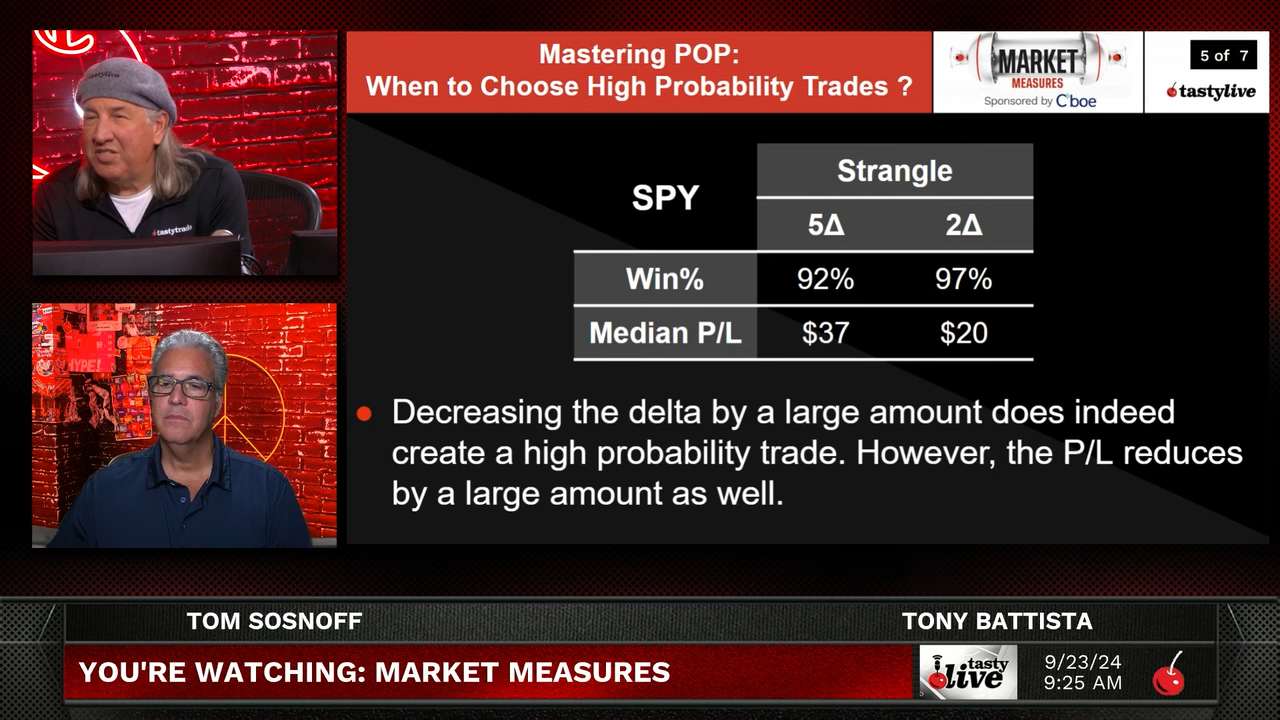 Mastering POP:
When to Choose High Probability Trades ?
MARKET
MEASURES
Sponsored by Cboe
5 of 7
tastylive
tastylive
tastytrade
HYPE!
SPY
Strangle
5Δ
2Δ
Win%
92%
97%
Median P/L
$37
$20
Decreasing the delta by a large amount does indeed
create a high probability trade. However, the P/L reduces
by a large amount as well.
TOM SOSNOFF
TONY BATTISTA
YOU'RE WATCHING: MARKET MEASURES
tasty
live
9/23/24
9:25 AM